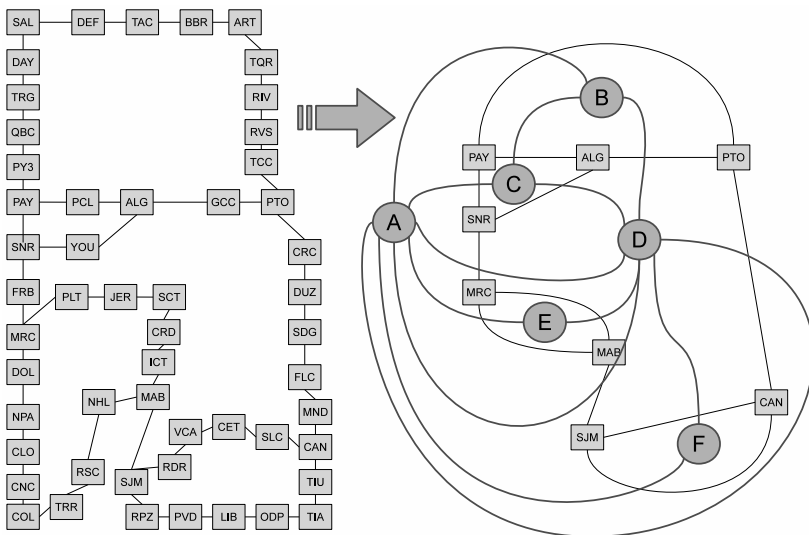 SAL DEF TAC BBR ART
DAY TQR
TRG RIV
QBC RVS
PY3 TCC
PAY PCL ALG GCC PTO
SNR YOU CRC
FRB PLT JER SCT DUZ
MRC CRD SDG
DOL ICT FLC
NPA NHL MAB MND
CLO VCA CET SLC CAN
CNC RSC SJM RDR TIU
COL TRR RPZ PVD LIB ODP TIA
B
PAY ALG PTO
C
SNR
A D
MRC
E
MAB
CAN
SJM F